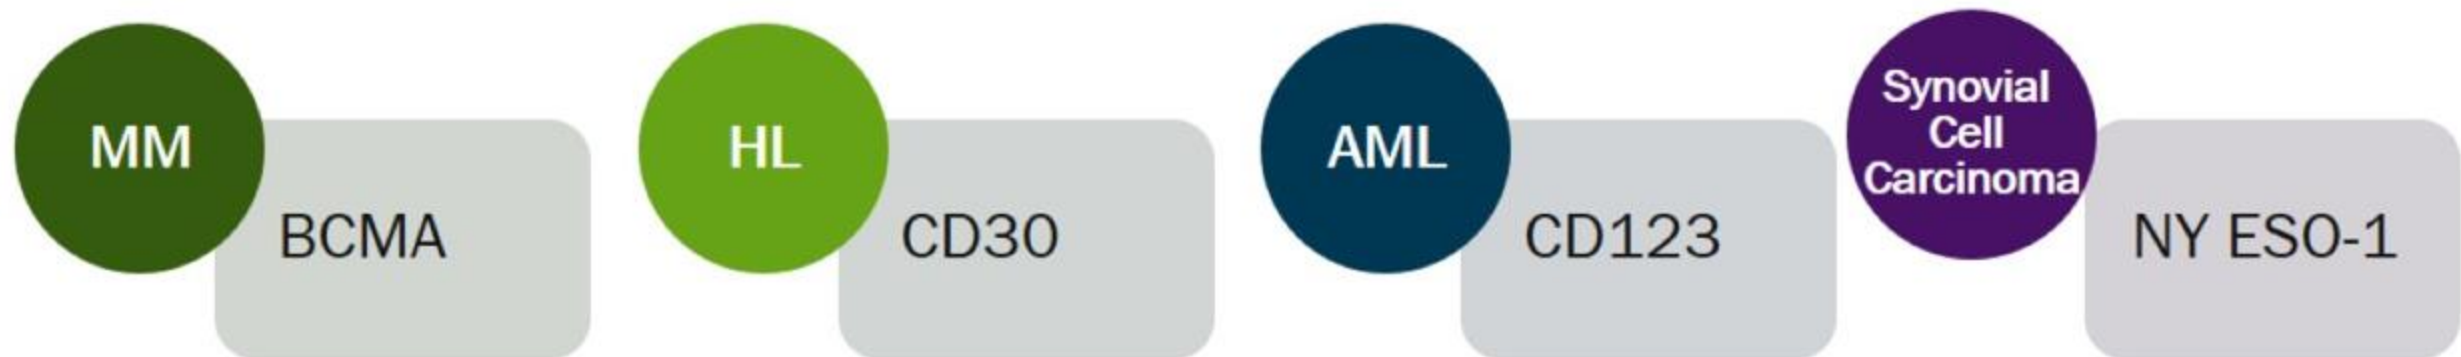 MM
BCMA
HL
CD30
AML
CD123
Synovial
Cell
Carcinoma
NY ESO-1